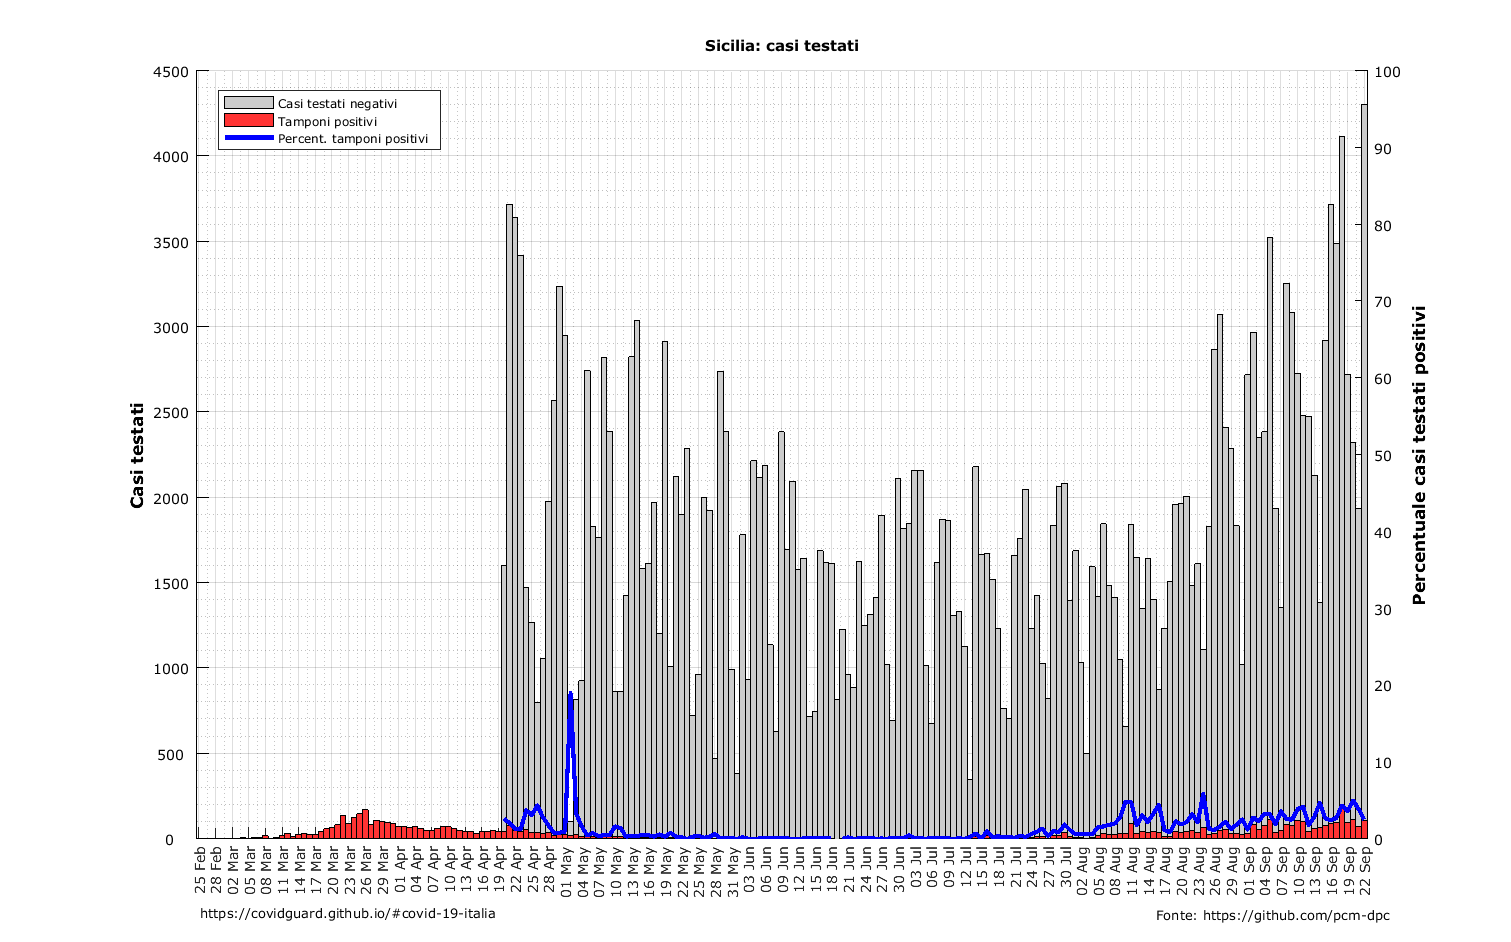 Sicilia: casi testati
4500
4000
3500
3000
2500
2000
1500
1000
500
0
Casi testati
Casi testati negativi
Tamponi positivi
Percent. tamponi positivi
100
90
80
70
60
50
40
30
20
10
0
Percentuale casi testati positivi
25 Feb
28 Feb
02 Mar
05 Mar
08 Mar
11 Mar
14 Mar
17 Mar
20 Mar
23 Mar
26 Mar
29 Mar
01 Apr
04 Apr
07 Apr
10 Apr
13 Apr
16 Apr
19 Apr
22 Apr
25 Apr
28 Apr
01 May
04 May
07 May
10 May
13 May
16 May
19 May
22 May
25 May
28 May
31 May
03 Jun
06 Jun
09 Jun
12 Jun
15 Jun
18 Jun
21 Jun
24 Jun
27 Jun
30 Jun
03 Jul
06 Jul
09 Jul
12 Jul
15 Jul
18 Jul
21 Jul
24 Jul
27 Jul
30 Jul
02 Aug
05 Aug
08 Aug
11 Aug
14 Aug
17 Aug
20 Aug
23 Aug
26 Aug
29 Aug
01 Sep
04 Sep
07 Sep
10 Sep
13 Sep
16 Sep
19 Sep
22 Sep
https://covidguard.github.io/#covid-19-italia
Fonte: https://github.com/pcm-dpc